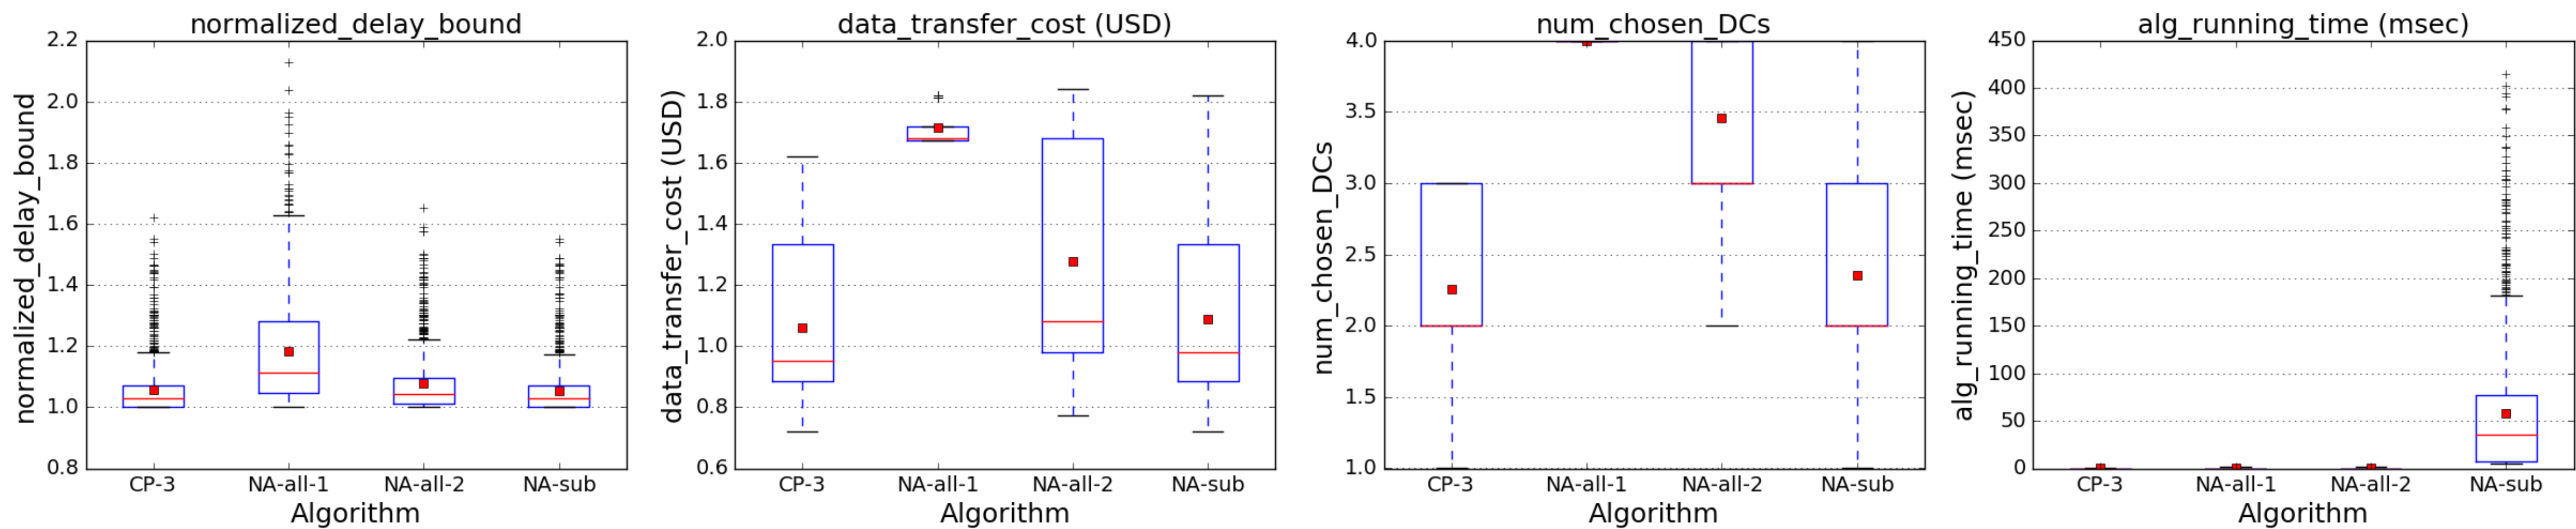 normalized_delay_bound
normalized_delay_bound
2.2
2.0
1.8
1.6
1.4
1.2
1.0
0.8
CP-3 NA-all-1 NA-all-2 NA-sub
Algorithm
data_transfer_cost (USD)
data_transfer_cost (USD)
2.0
1.8
1.6
1.4
1.2
1.0
0.8
0.6
CP-3 NA-all-1 NA-all-2 NA-sub
Algorithm
num_chosen_DCs
num_chosen_DCs
4.0
3.5
3.0
2.5
2.0
1.5
1.0
CP-3 NA-all-1 NA-all-2 NA-sub
Algorithm
alg_running_time (msec)
alg_running_time (msec)
450
400
350
300
250
200
150
100
50
0
CP-3 NA-all-1 NA-all-2 NA-sub
Algorithm